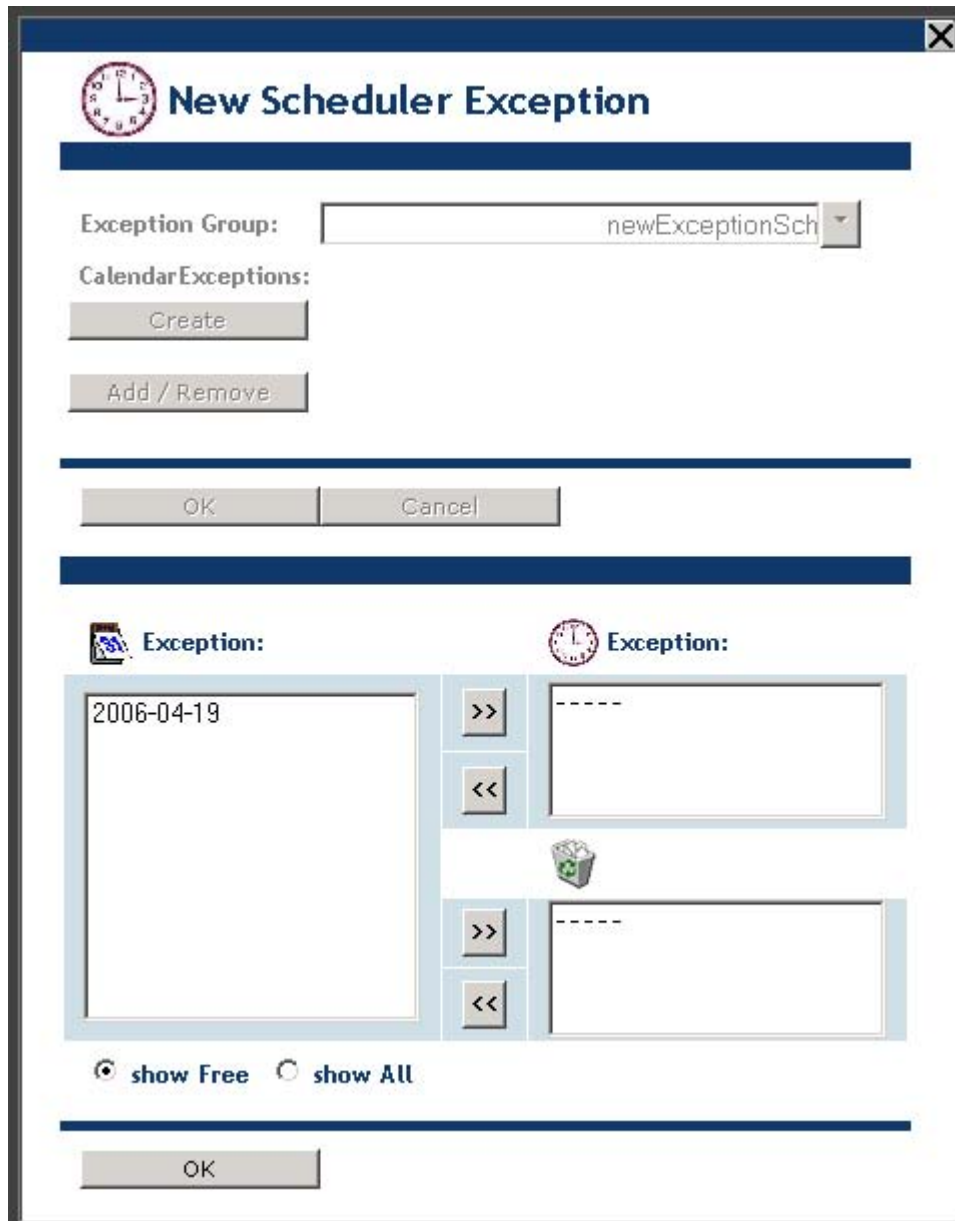 New Scheduler Exception
Exception Group: newExceptionSch
CalendarExceptions:
Create
Add / Remove
OK Cancel
Exception: Exception:
2006-04-19 >> -----
<<
>> -----
<<
show Free show All
OK